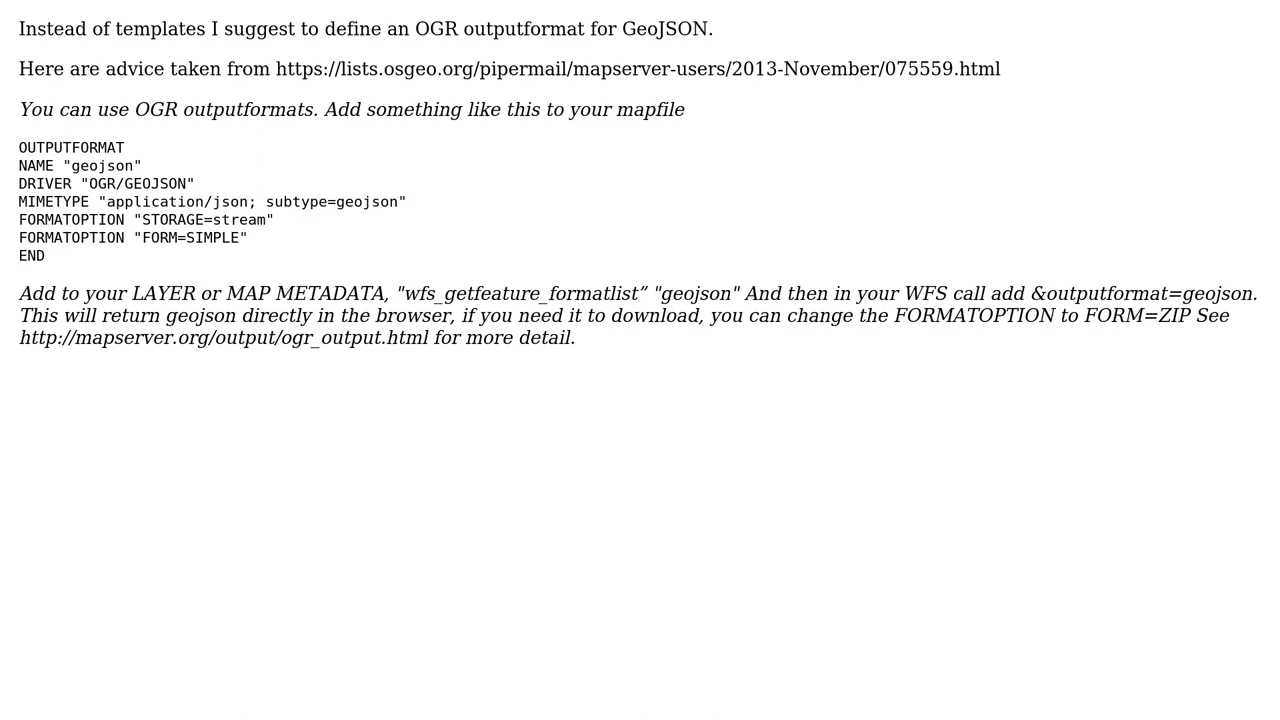 Instead of templates I suggest to define an OGR outputformat for GeoJSON.
Here are advice taken from https://lists.osgeo.org/pipermail/mapserver-users/2013-November/075559.html
You can use OGR outputformats. Add something like this to your mapfile
OUTPUTFORMAT
NAME "geojson"
DRIVER "OGR/GEOJSON"
MIMETYPE "application/json; subtype=geojson"
FORMATOPTION "STORAGE=stream"
FORMATOPTION "FORM=SIMPLE"
END
Add to your LAYER or MAP METADATA, "wfs_getfeature_formatlist” "geojson" And then in your WFS call add &outputformat=geojson.
This will return geojson directly in the browser, if you need it to download, you can change the FORMATOPTION to FORM=ZIP See
http://mapserver.org/output/ogr_output.html for more detail.